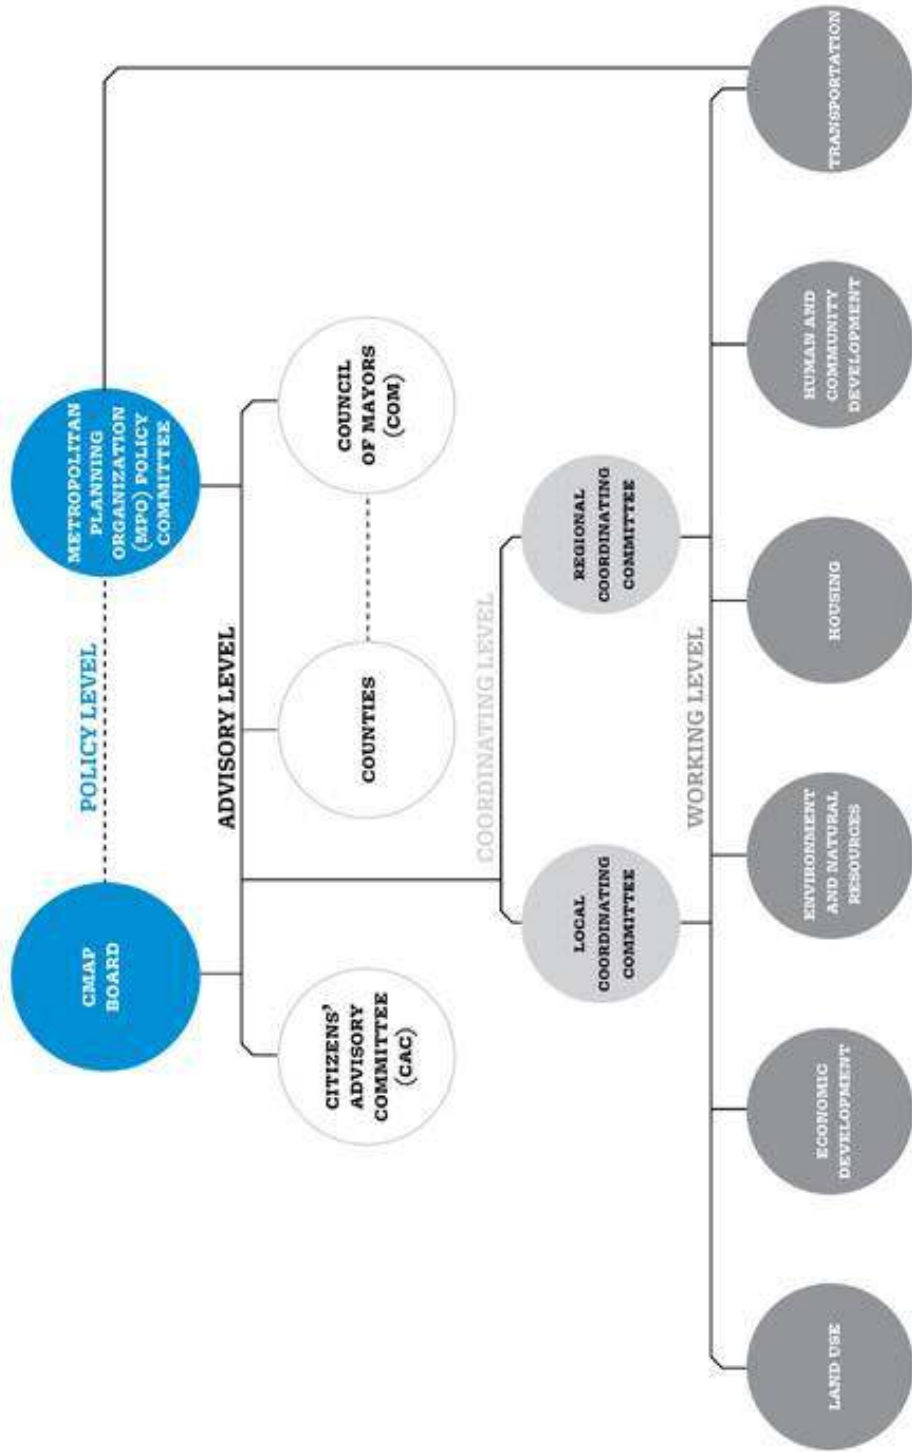 POLICY LEVEL
CMAP
BOARD
METROPOLITAN
PLANNING
ORGANIZATION
(MPO) POLICY
COMMITTEE
ADVISORY LEVEL
CITIZENS'
ADVISORY
COMMITTEE
(CAC)
COUNTIES
COUNCIL
OF MAYORS
(COM)
COORDINATING LEVEL
LOCAL
COORDINATING
COMMITTEE
REGIONAL
COORDINATING
COMMITTEE
WORKING LEVEL
LAND USE
ECONOMIC
DEVELOPMENT
ENVIRONMENT
AND NATURAL
RESOURCES
HOUSING
HUMAN AND
COMMUNITY
DEVELOPMENT
TRANSPORTATION